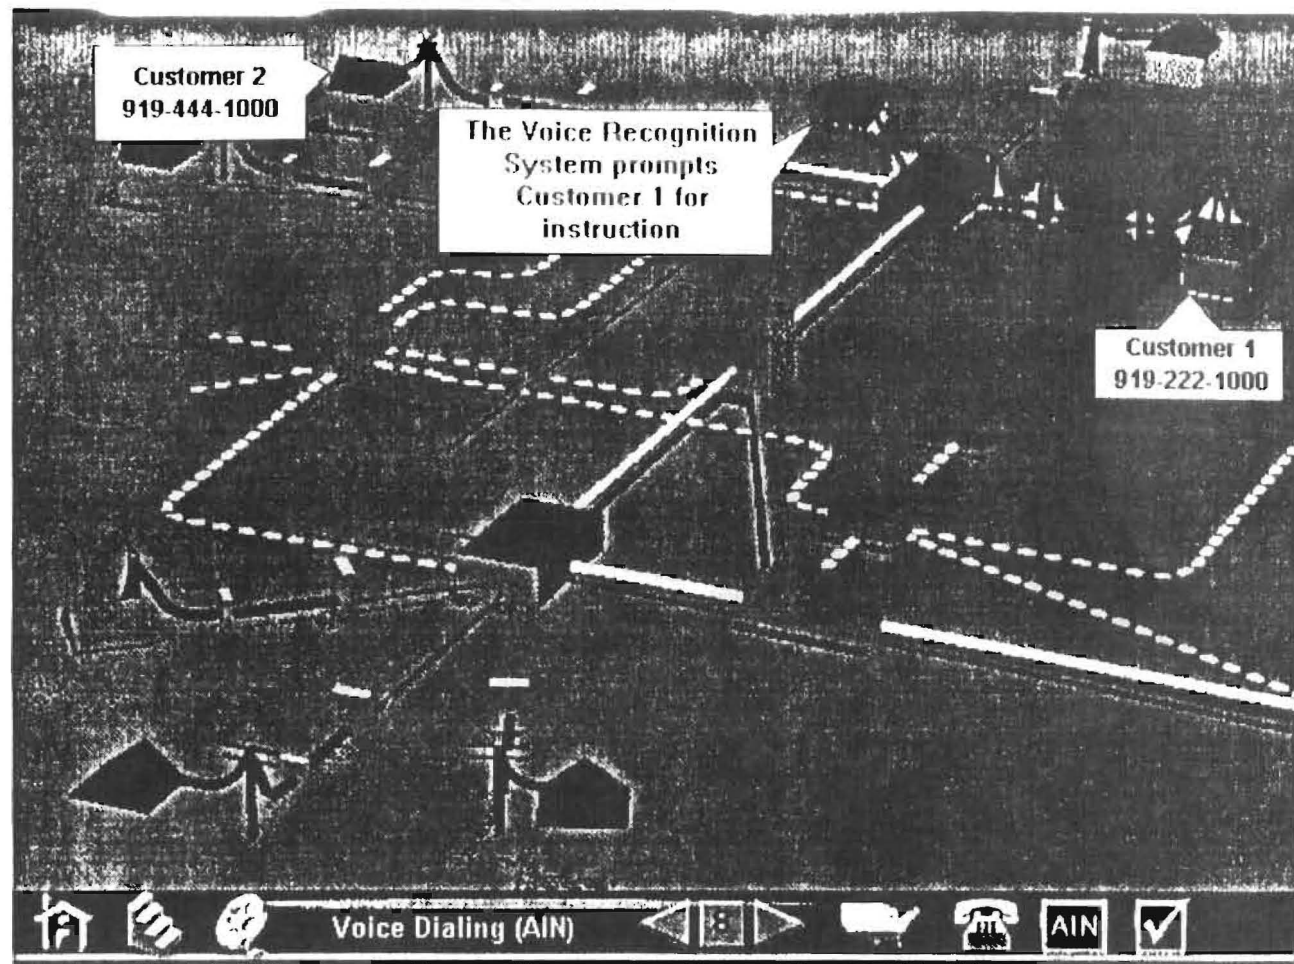 Customer 2
919-444-1000
The Voice Recognition
System prompts
Customer 1 for
instruction
Customer 1
919-222-1000
Voice Dialing (AIN)
8
AIN